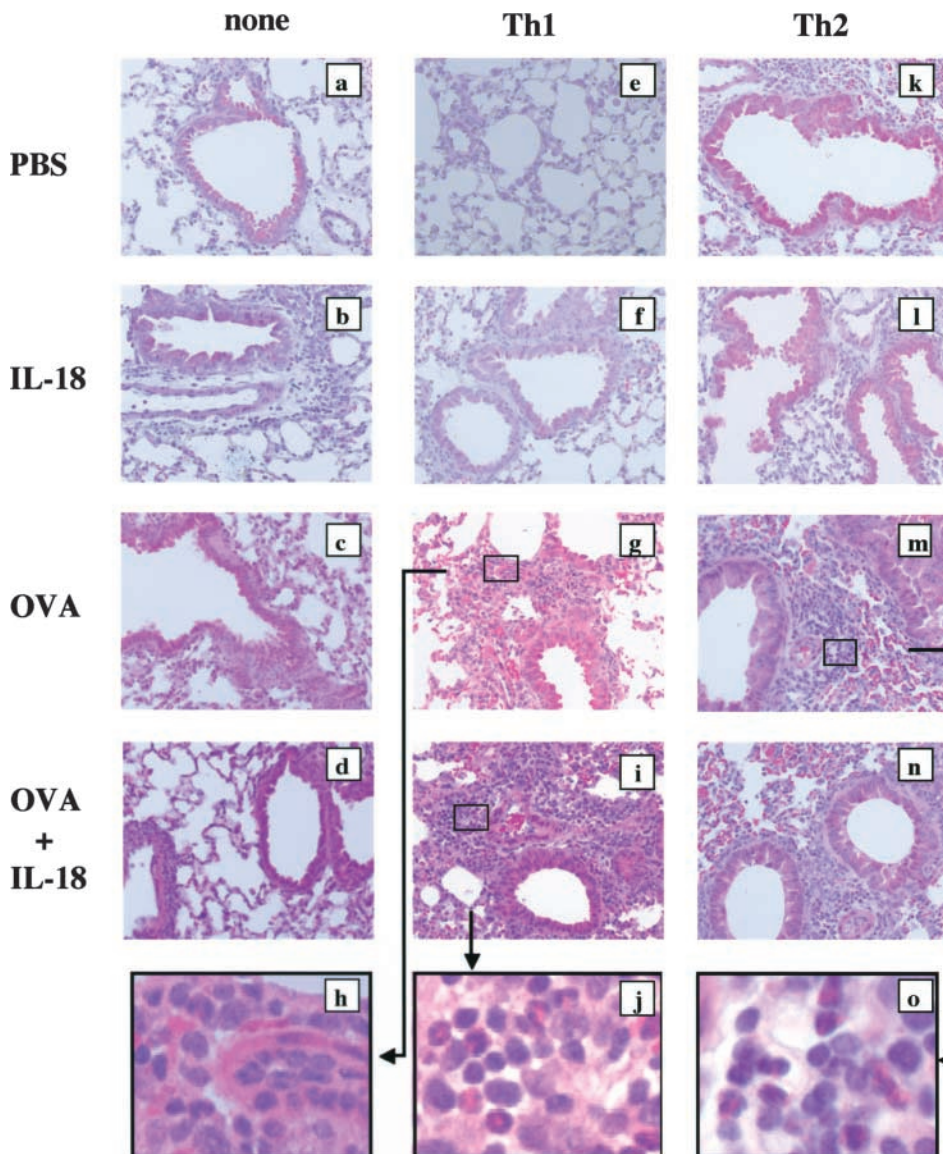 none Th1 Th2
PBS a e k
IL-18 b f l
OVA c g m
OVA + IL-18 d i n
h j o